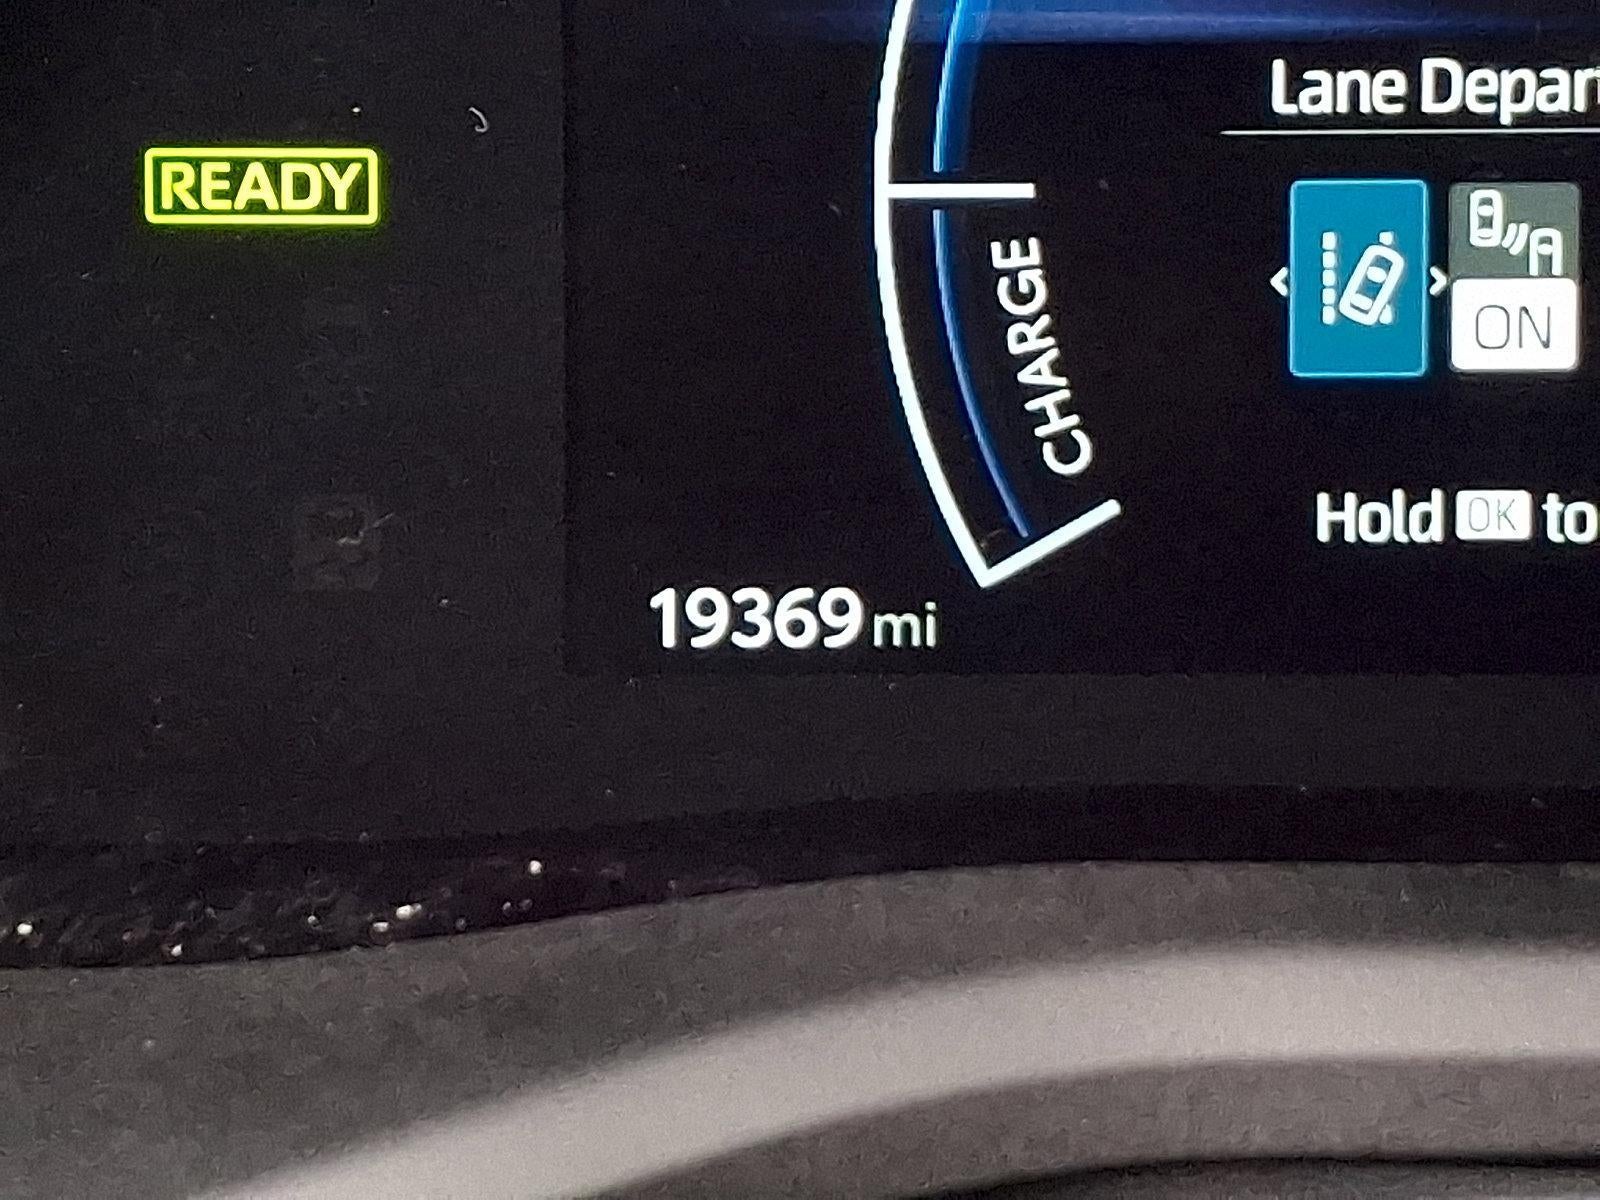 Lane Depar
READY
ON
CHARGE
Hold OK to
19369 mi